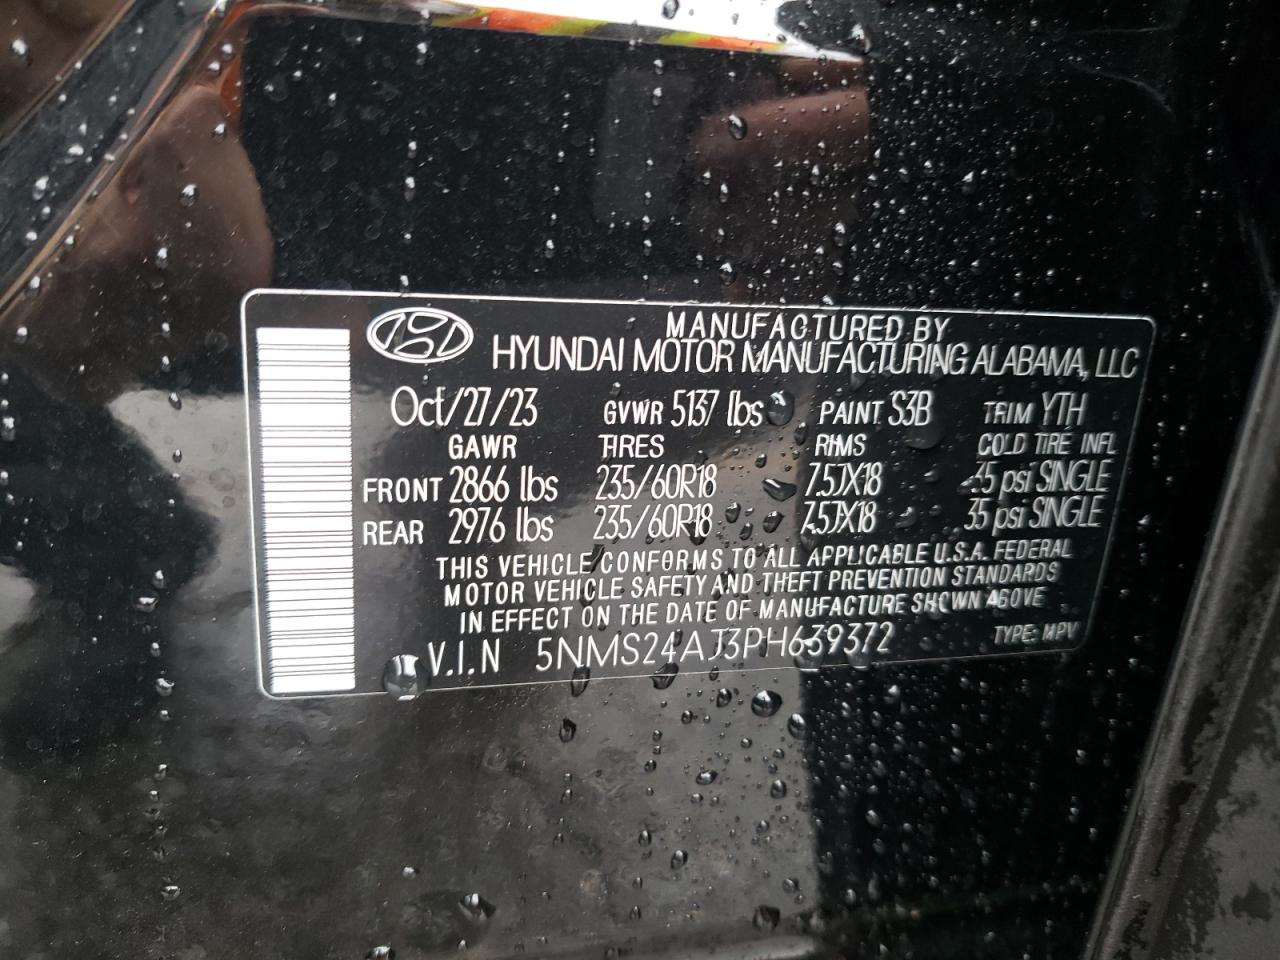 MANUFACTURED BY
HYUNDAI MOTOR MANUFACTURING ALABAMA, LLC
Oct/27/23 GVWR 5137 lbs PAINT S3B TRIM YTH
GAWR TIRES RIMS COLD TIRE INFL
FRONT 2866 lbs 235/60R18 7.5JX18 35 psi SINGLE
REAR 2976 lbs 235/60R18 7.5JX18 35 psi SINGLE
THIS VEHICLE CONFORMS TO ALL APPLICABLE U.S.A. FEDERAL
MOTOR VEHICLE SAFETY AND THEFT PREVENTION STANDARDS
IN EFFECT ON THE DATE OF MANUFACTURE SHOWN ABOVE
V.I.N 5NMS24AJ3PH639372 TYPE: MPV